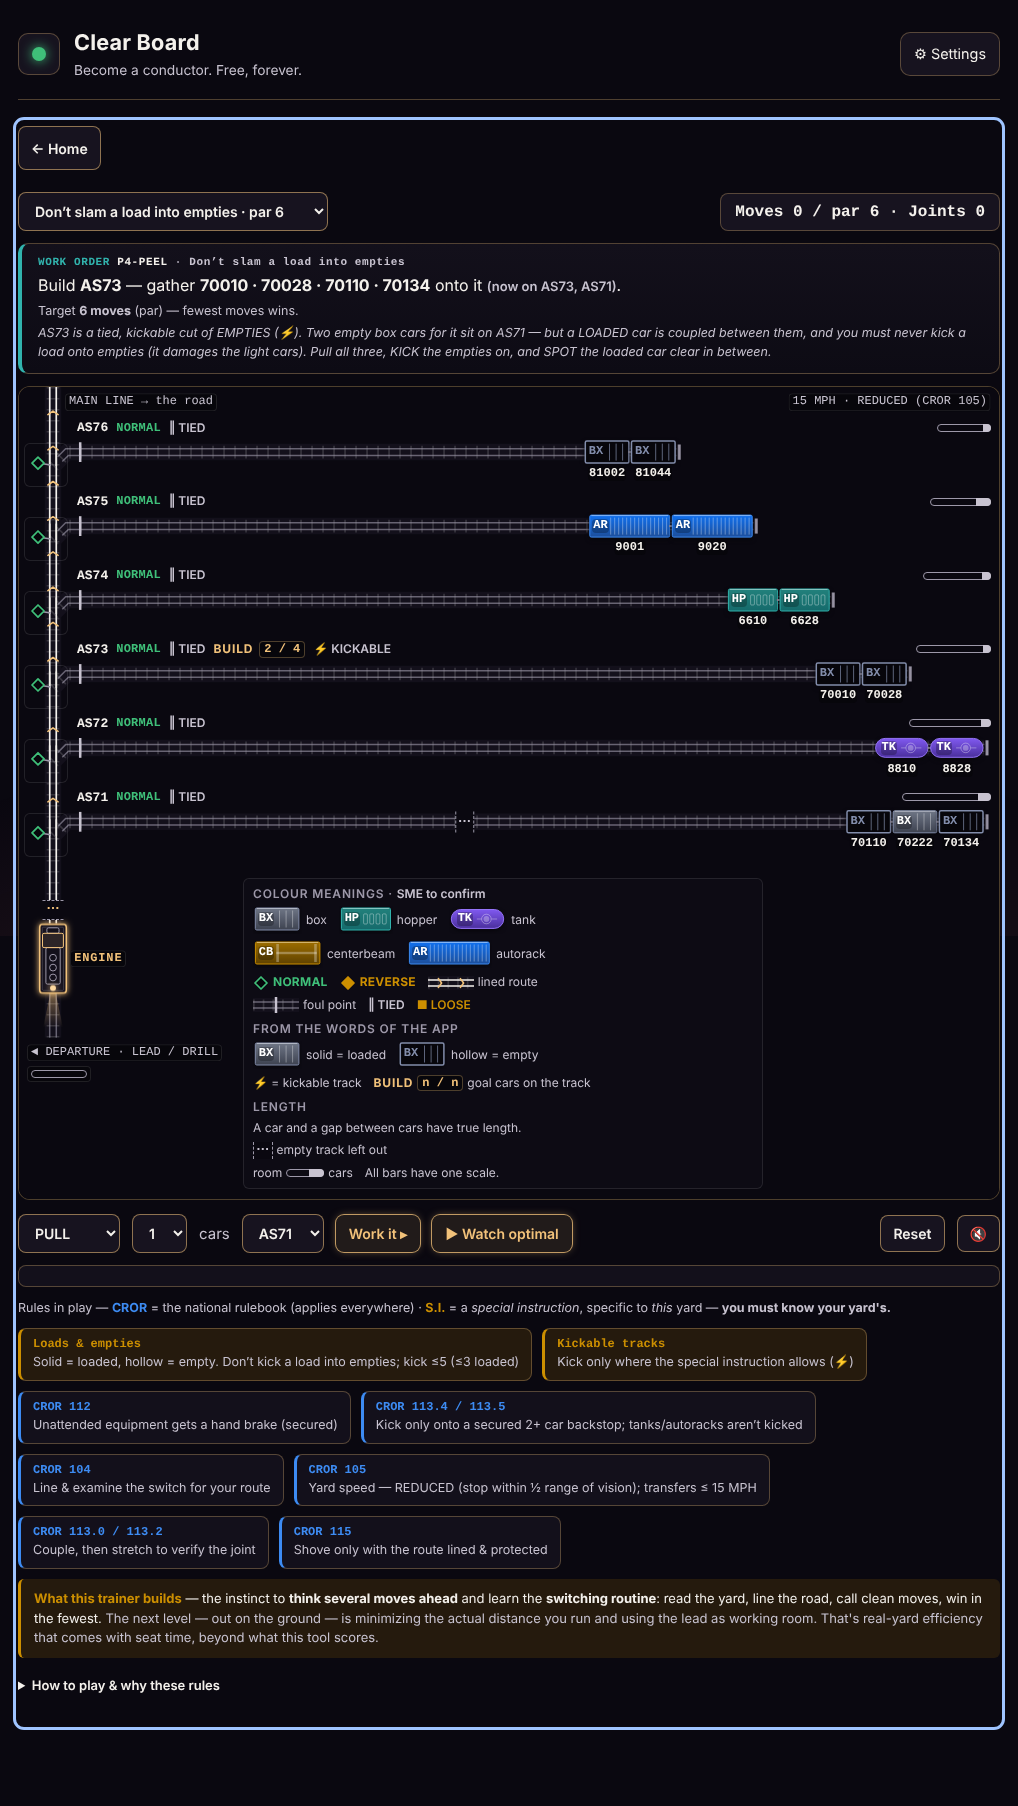 Clear Board
Become a conductor. Free, forever.
⚙ Settings
← Home
Don’t slam a load into empties · par 6
Moves 0 / par 6 · Joints 0
WORK ORDER P4-PEEL · Don’t slam a load into empties
Build AS73 — gather 70010 · 70028 · 70110 · 70134 onto it (now on AS73, AS71).
Target 6 moves (par) — fewest moves wins.
AS73 is a tied, kickable cut of EMPTIES (⚡). Two empty box cars for it sit on AS71 — but a LOADED car is coupled between them, and you must never kick a
load onto empties (it damages the light cars). Pull all three, KICK the empties on, and SPOT the loaded car clear in between.
MAIN LINE → the road
15 MPH · REDUCED (CROR 105)
AS76 NORMAL ‖ TIED
BX BX
81002 81044
AS75 NORMAL ‖ TIED
AR AR
9001 9020
AS74 NORMAL ‖ TIED
HP HP
6610 6628
AS73 NORMAL ‖ TIED BUILD 2 / 4 ⚡ KICKABLE
BX BX
70010 70028
AS72 NORMAL ‖ TIED
TK TK
8810 8828
AS71 NORMAL ‖ TIED
⋯ BX BX BX
70110 70222 70134
⋯
ENGINE
◄ DEPARTURE · LEAD / DRILL
COLOUR MEANINGS · SME to confirm
BX box HP hopper TK tank
CB centerbeam AR autorack
NORMAL REVERSE lined route
foul point ‖ TIED ■ LOOSE
FROM THE WORDS OF THE APP
BX solid = loaded BX hollow = empty
⚡ = kickable track BUILD n / n goal cars on the track
LENGTH
A car and a gap between cars have true length.
⋯ empty track left out
room cars All bars have one scale.
PULL 1 cars AS71 Work it ▸ ▶ Watch optimal Reset 🔇
Rules in play — CROR = the national rulebook (applies everywhere) · S.I. = a special instruction, specific to this yard — you must know your yard's.
Loads & empties
Solid = loaded, hollow = empty. Don’t kick a load into empties; kick ≤5 (≤3 loaded)
Kickable tracks
Kick only where the special instruction allows (⚡)
CROR 112
Unattended equipment gets a hand brake (secured)
CROR 113.4 / 113.5
Kick only onto a secured 2+ car backstop; tanks/autoracks aren’t kicked
CROR 104
Line & examine the switch for your route
CROR 105
Yard speed — REDUCED (stop within ½ range of vision); transfers ≤ 15 MPH
CROR 113.0 / 113.2
Couple, then stretch to verify the joint
CROR 115
Shove only with the route lined & protected
What this trainer builds — the instinct to think several moves ahead and learn the switching routine: read the yard, line the road, call clean moves, win in
the fewest. The next level — out on the ground — is minimizing the actual distance you run and using the lead as working room. That's real-yard efficiency
that comes with seat time, beyond what this tool scores.
▶ How to play & why these rules